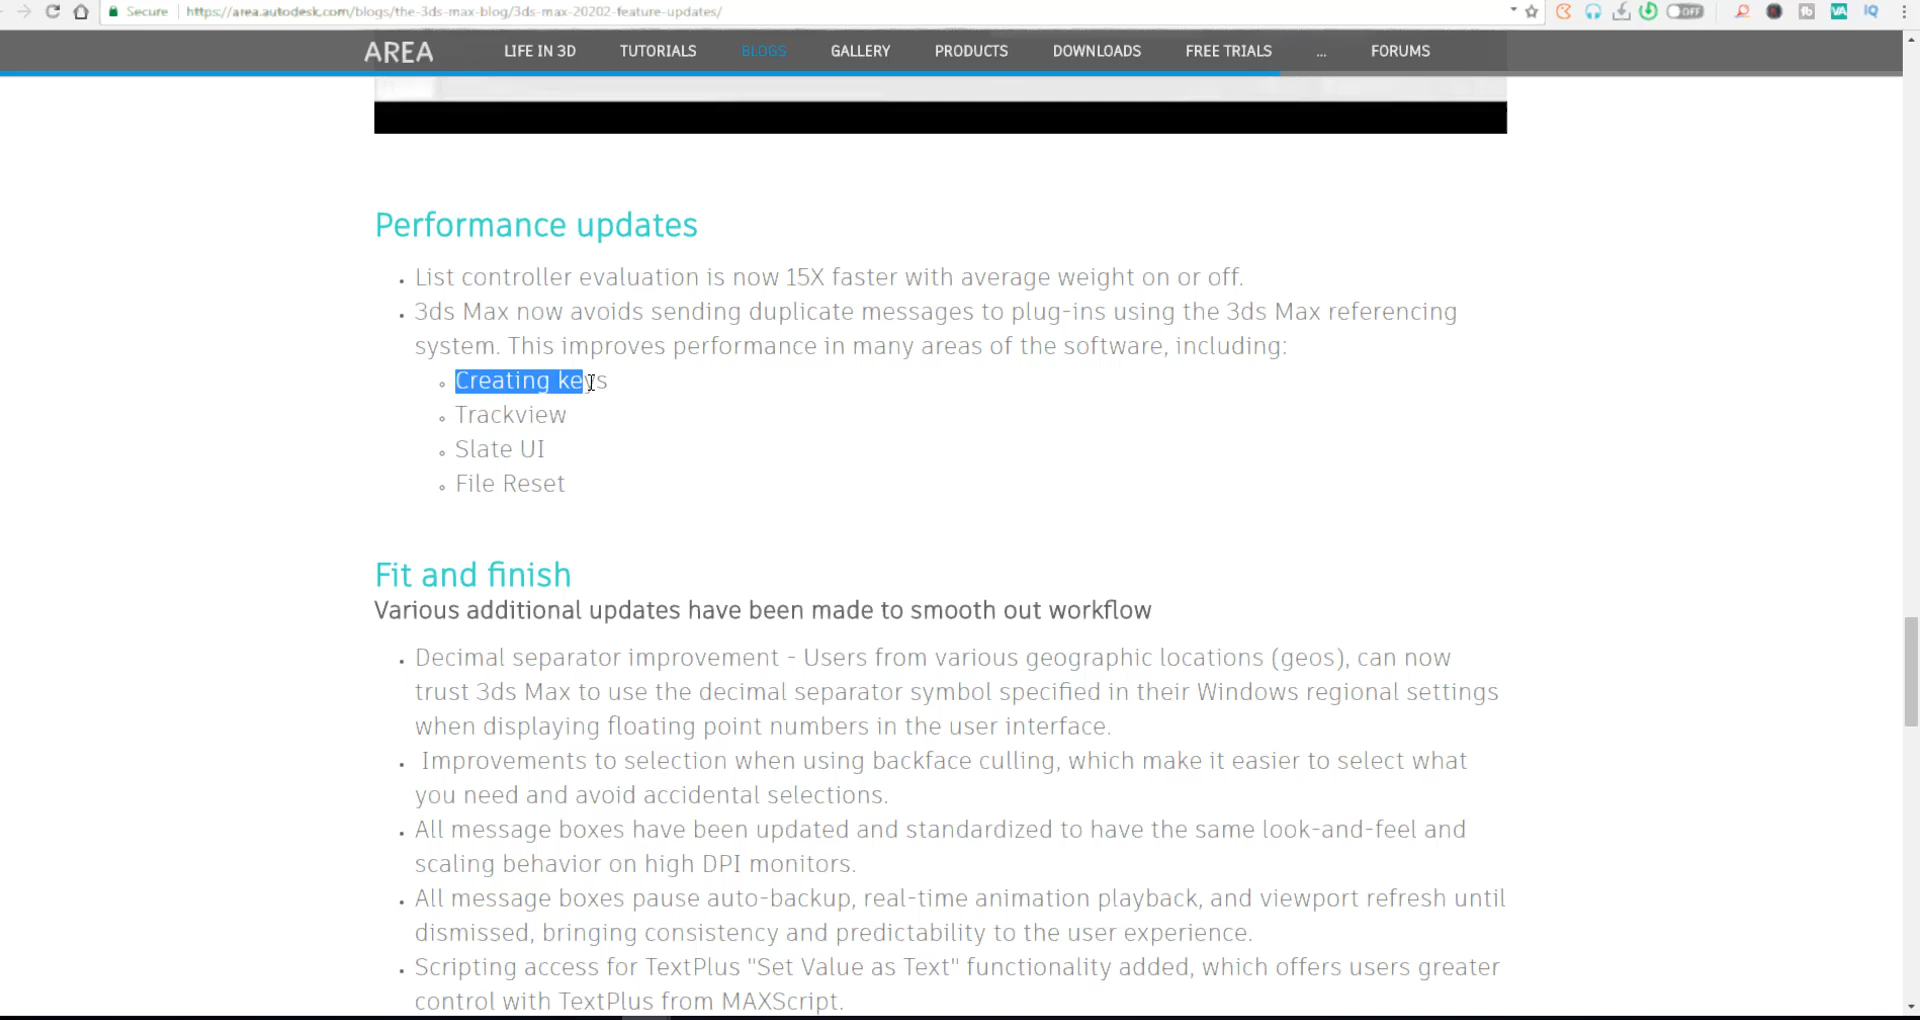 Secure https://area.autodesk.com/blogs/the-3ds-max-blog/3ds-max-20202-feature-updates/ OFF fb VA IQ
AREA LIFE IN 3D TUTORIALS BLOGS GALLERY PRODUCTS DOWNLOADS FREE TRIALS ... FORUMS
Performance updates
List controller evaluation is now 15X faster with average weight on or off.
3ds Max now avoids sending duplicate messages to plug-ins using the 3ds Max referencing
system. This improves performance in many areas of the software, including:
Creating keys
Trackview
Slate UI
File Reset
Fit and finish
Various additional updates have been made to smooth out workflow
Decimal separator improvement - Users from various geographic locations (geos), can now
trust 3ds Max to use the decimal separator symbol specified in their Windows regional settings
when displaying floating point numbers in the user interface.
Improvements to selection when using backface culling, which make it easier to select what
you need and avoid accidental selections.
All message boxes have been updated and standardized to have the same look-and-feel and
scaling behavior on high DPI monitors.
All message boxes pause auto-backup, real-time animation playback, and viewport refresh until
dismissed, bringing consistency and predictability to the user experience.
Scripting access for TextPlus "Set Value as Text" functionality added, which offers users greater
control with TextPlus from MAXScript.